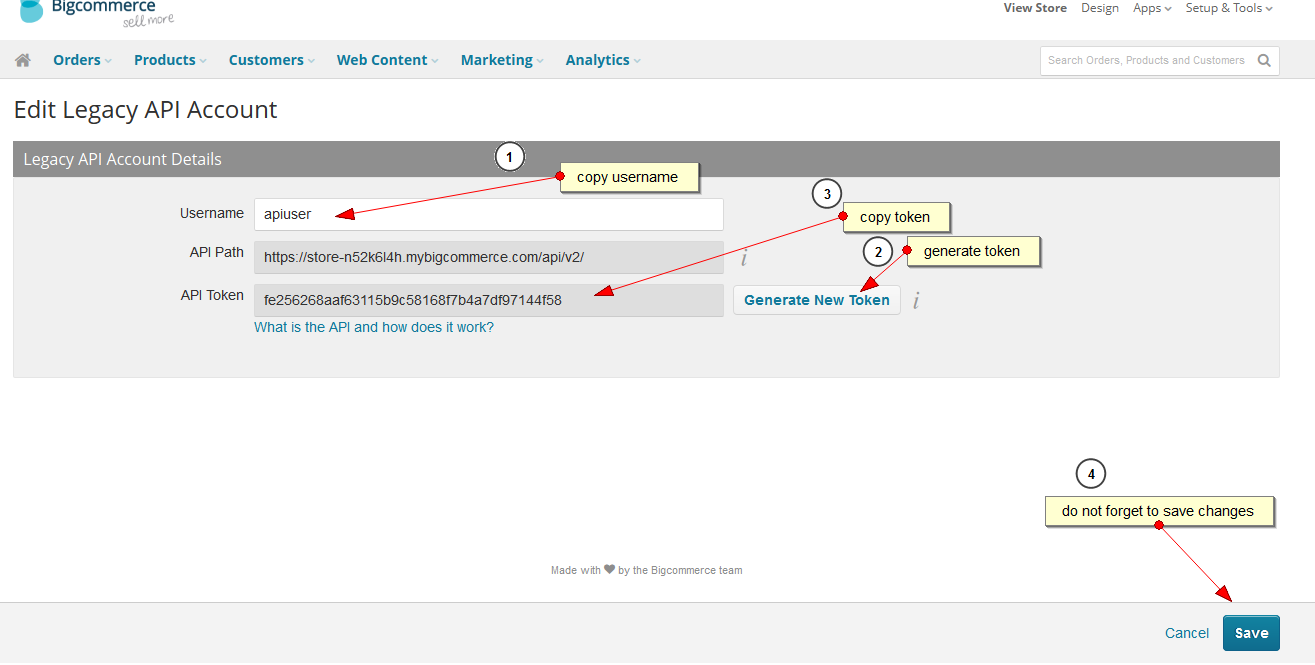 Bigcommerce
sell more
View Store Design Apps Setup & Tools
Orders Products Customers Web Content Marketing Analytics
Search Orders, Products and Customers
Edit Legacy API Account
Legacy API Account Details
1
copy username
3
Username apiuser
copy token
2
generate token
API Path https://store-n52k6l4h.mybigcommerce.com/api/v2/ i
API Token fe256268aaf63115b9c58168f7b4a7df97144f58 Generate New Token i
What is the API and how does it work?
4
do not forget to save changes
Made with ❤ by the Bigcommerce team
Cancel Save